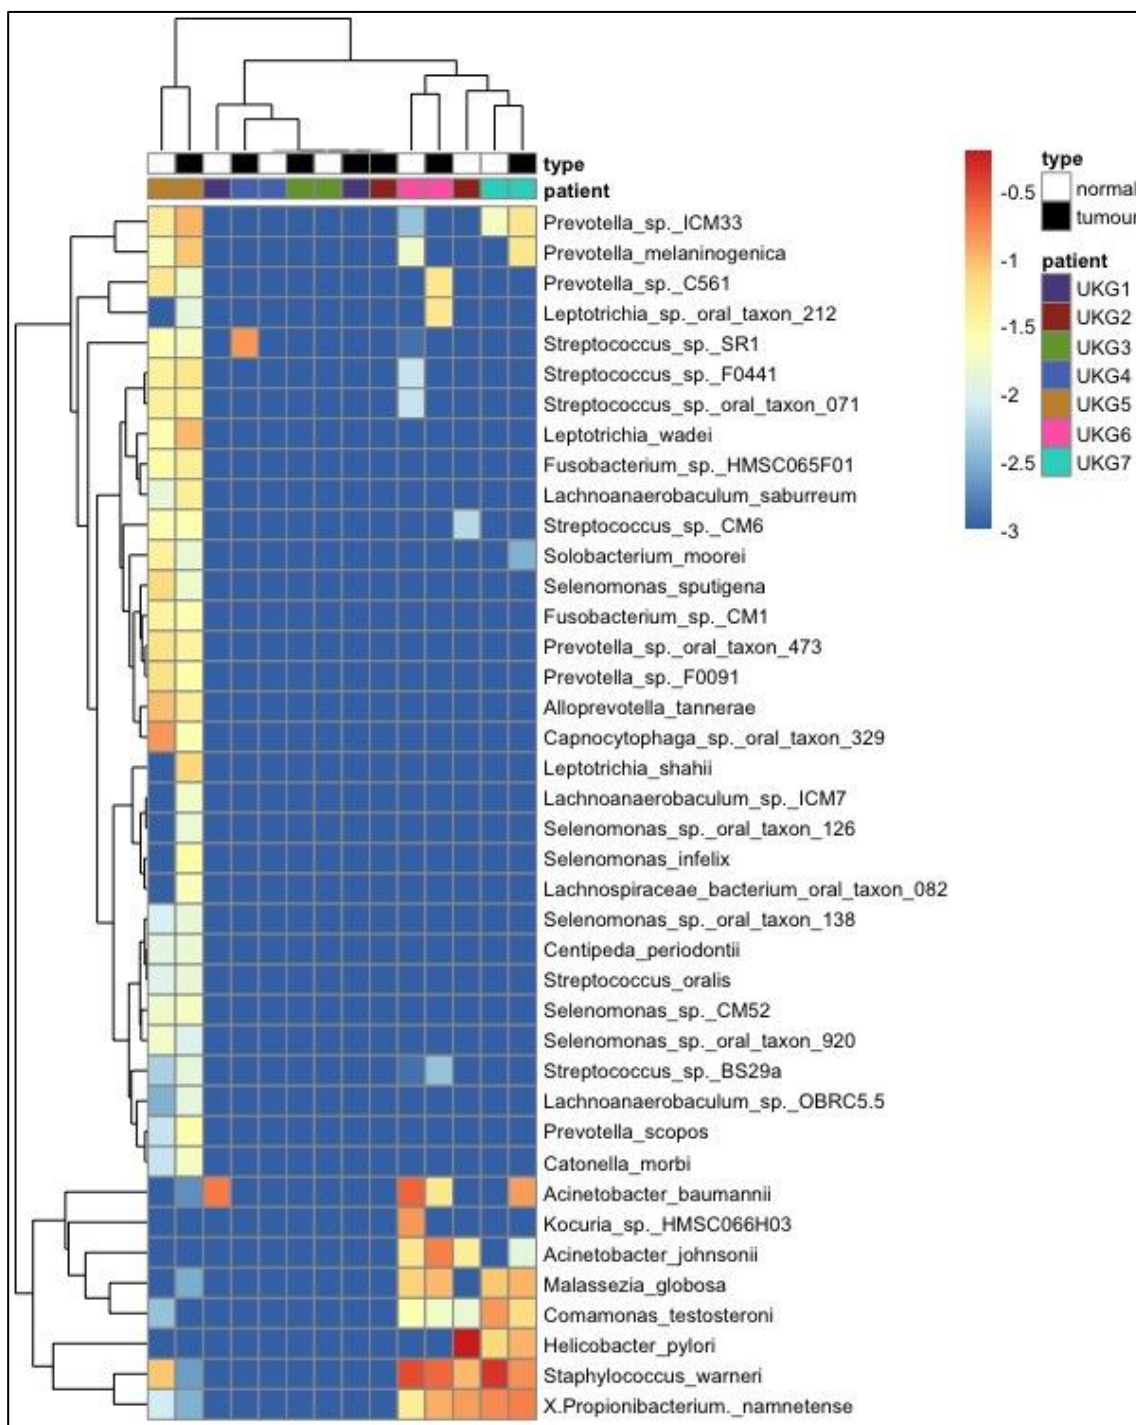 type
patient
Prevotella_sp._ICM33
Prevotella_melaninogenica
Prevotella_sp._C561
Leptotrichia_sp._oral_taxon_212
Streptococcus_sp._SR1
Streptococcus_sp._F0441
Streptococcus_sp._oral_taxon_071
Leptotrichia_wadei
Fusobacterium_sp._HMSC065F01
Lachnoanaerobaculum_saburreum
Streptococcus_sp._CM6
Solobacterium_moorei
Selenomonas_sputigena
Fusobacterium_sp._CM1
Prevotella_sp._oral_taxon_473
Prevotella_sp._F0091
Alloprevotella_tannerae
Capnocytophaga_sp._oral_taxon_329
Leptotrichia_shahii
Lachnoanaerobaculum_sp._ICM7
Selenomonas_sp._oral_taxon_126
Selenomonas_infelix
Lachnospiraceae_bacterium_oral_taxon_082
Selenomonas_sp._oral_taxon_138
Centipeda_periodontii
Streptococcus_oralis
Selenomonas_sp._CM52
Selenomonas_sp._oral_taxon_920
Streptococcus_sp._BS29a
Lachnoanaerobaculum_sp._OBRC5.5
Prevotella_scopos
Catonella_morbi
Acinetobacter_baumannii
Kocuria_sp._HMSC066H03
Acinetobacter_johnsonii
Malassezia_globosa
Comamonas_testosteroni
Helicobacter_pylori
Staphylococcus_warneri
X.Propionibacterium._namnetense
-0.5
-1
-1.5
-2
-2.5
-3
type
normal
tumour
patient
UKG1
UKG2
UKG3
UKG4
UKG5
UKG6
UKG7